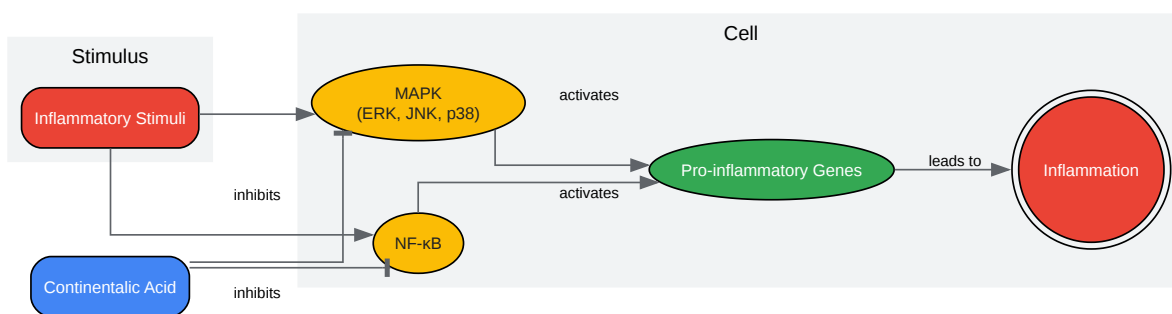 Cell
Stimulus
MAPK
(ERK, JNK, p38)
activates
Inflammatory Stimuli
leads to
Pro-inflammatory Genes
Inflammation
inhibits
activates
NF-κB
Continentalic Acid
inhibits